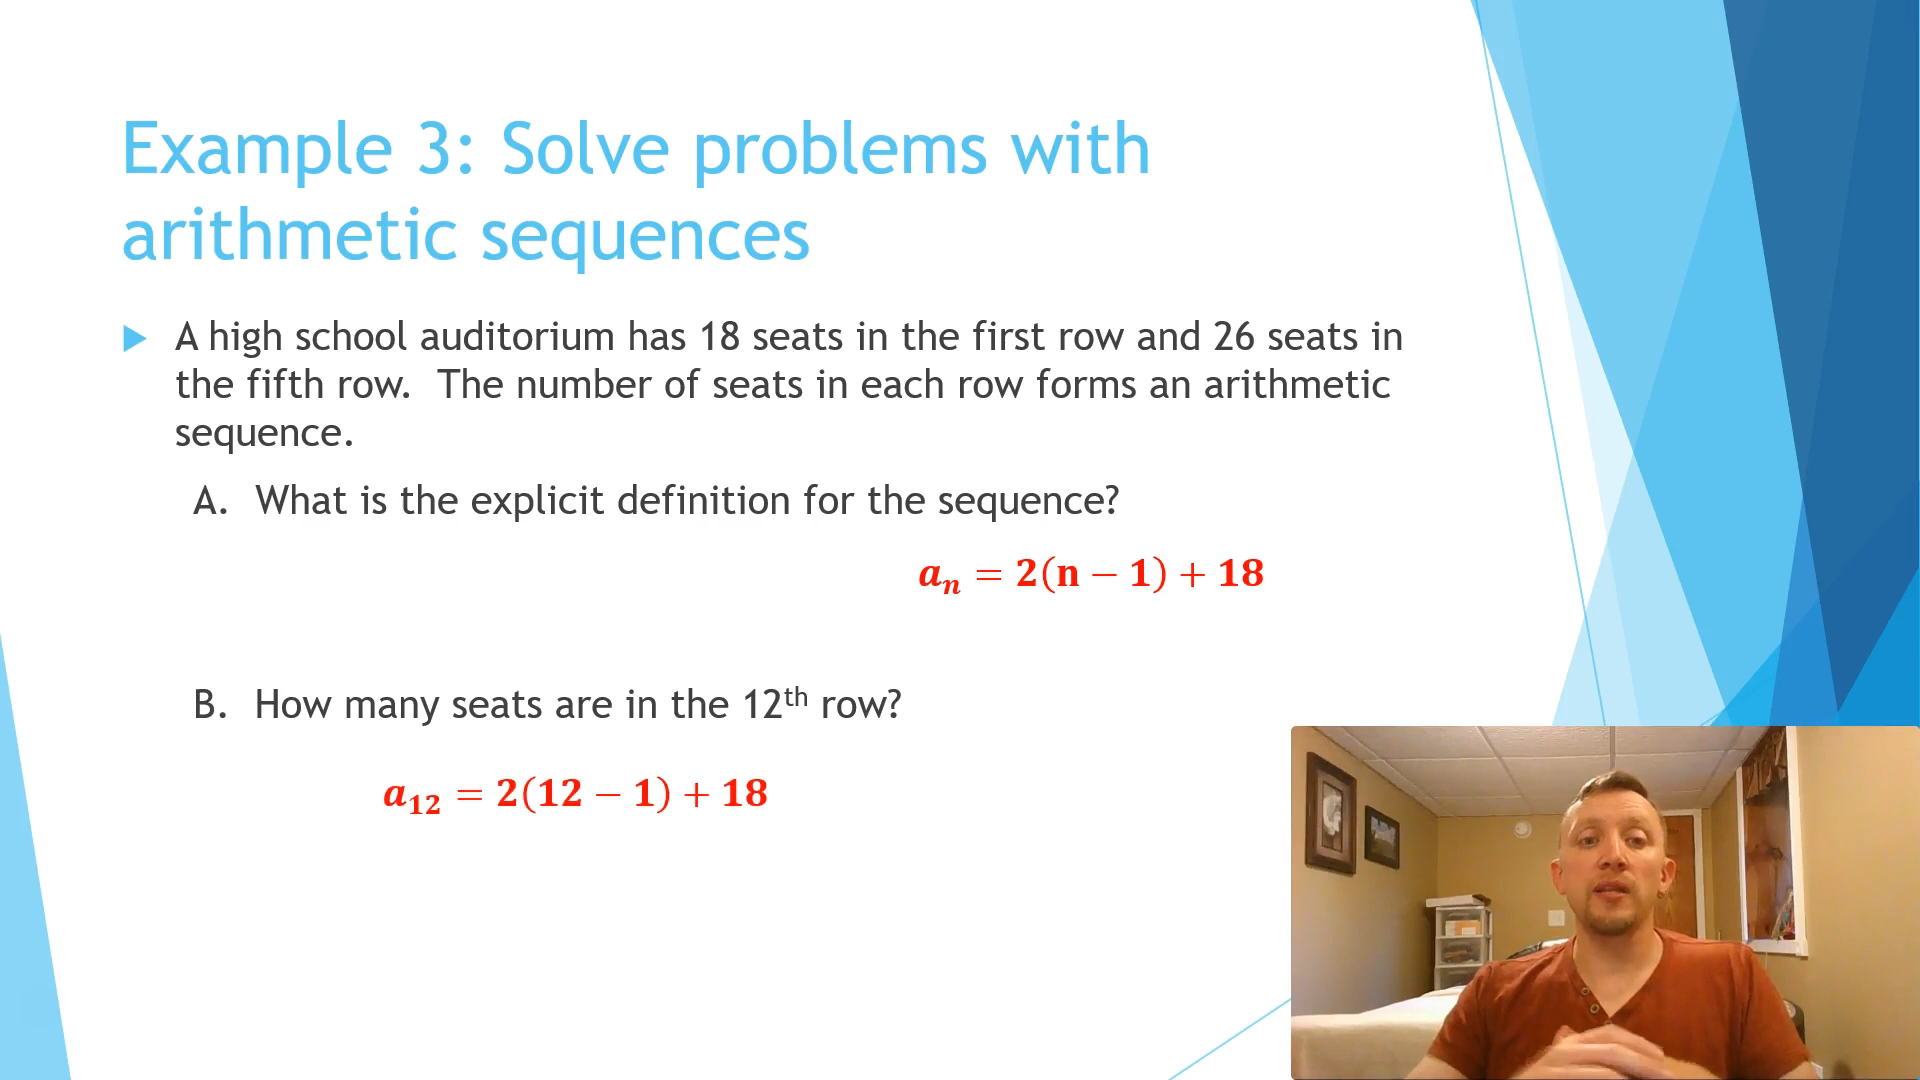 Example 3: Solve problems with
arithmetic sequences
A high school auditorium has 18 seats in the first row and 26 seats in
the fifth row. The number of seats in each row forms an arithmetic
sequence.
A. What is the explicit definition for the sequence?
aₙ = 2(n − 1) + 18
B. How many seats are in the 12ᵗʰ row?
a₁₂ = 2(12 − 1) + 18